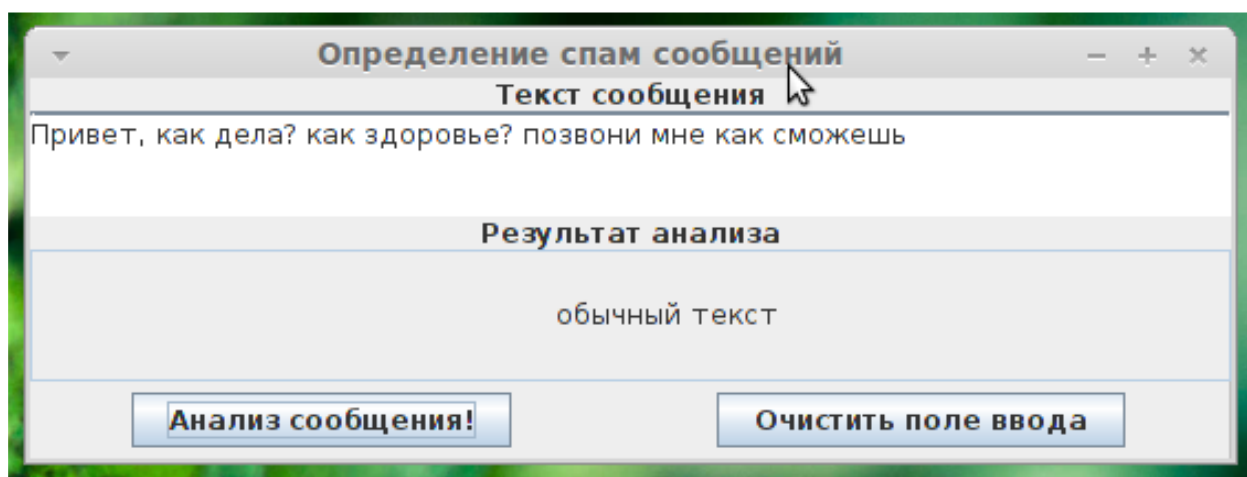 Определение спам сообщений
Текст сообщения
Привет, как дела? как здоровье? позвони мне как сможешь
Результат анализа
обычный текст
Анализ сообщения!
Очистить поле ввода